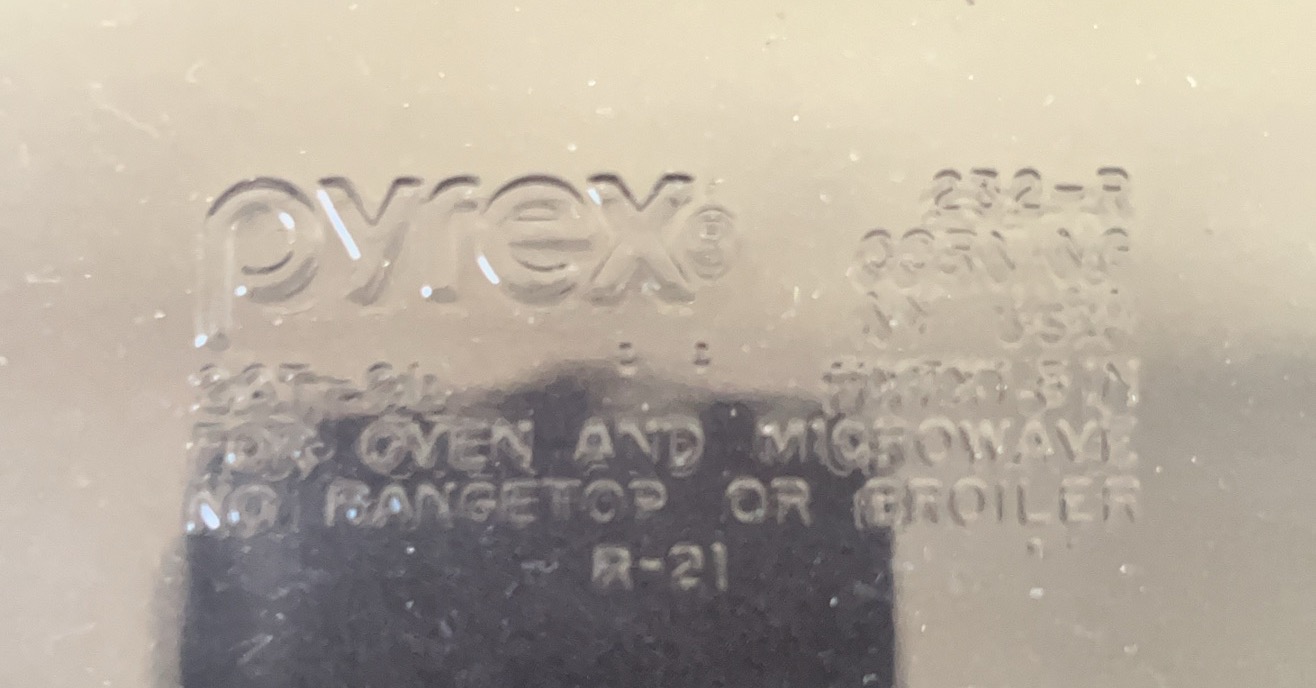 pyrex®
232-R
CORNING
NY USA
FOR OVEN AND MICROWAVE
NO RANGETOP OR BROILER
R-21